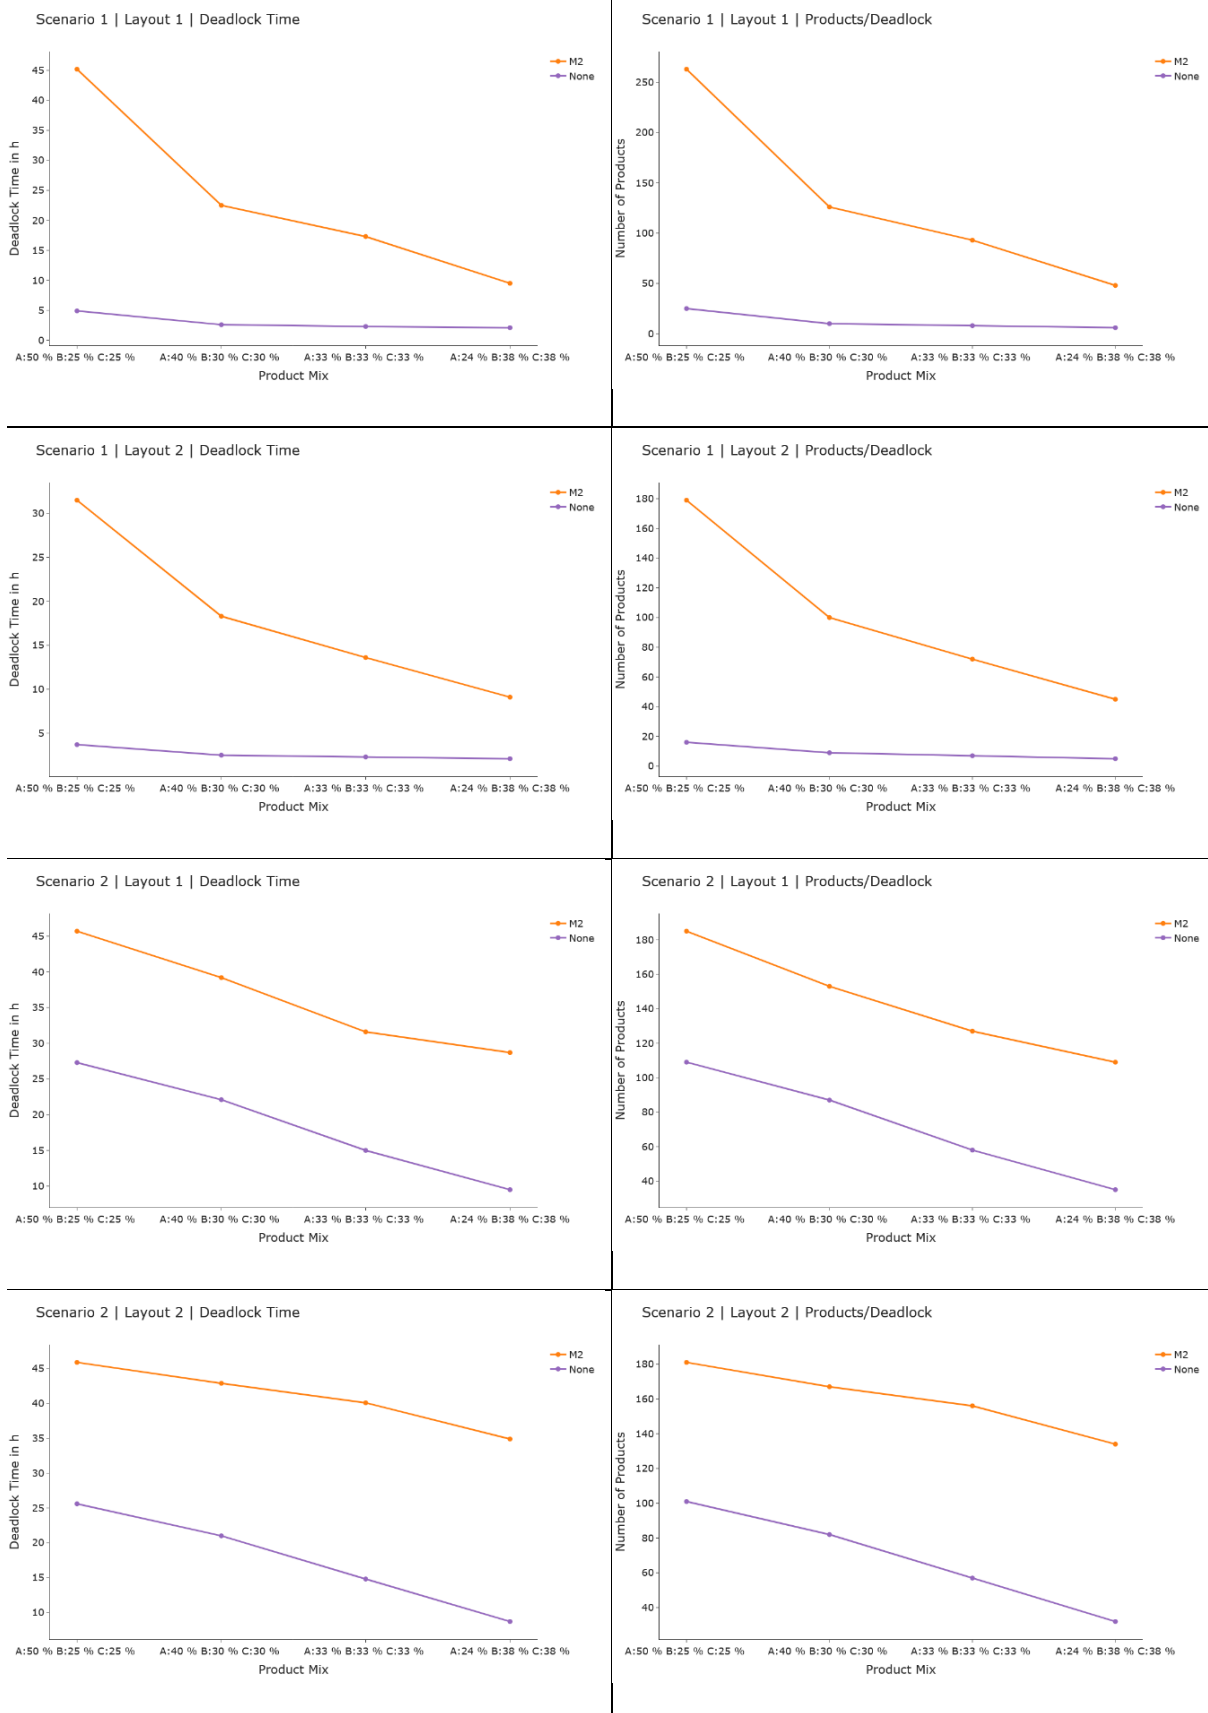 Scenario 1 | Layout 1 | Deadlock Time
M2
None
45
40
35
30
25
20
15
10
5
0
Deadlock Time in h
A:50 % B:25 % C:25 %
A:40 % B:30 % C:30 %
A:33 % B:33 % C:33 %
A:24 % B:38 % C:38 %
Product Mix
Scenario 1 | Layout 1 | Products/Deadlock
M2
None
250
200
150
100
50
0
Number of Products
A:50 % B:25 % C:25 %
A:40 % B:30 % C:30 %
A:33 % B:33 % C:33 %
A:24 % B:38 % C:38 %
Product Mix
Scenario 1 | Layout 2 | Deadlock Time
M2
None
30
25
20
15
10
5
Deadlock Time in h
A:50 % B:25 % C:25 %
A:40 % B:30 % C:30 %
A:33 % B:33 % C:33 %
A:24 % B:38 % C:38 %
Product Mix
Scenario 1 | Layout 2 | Products/Deadlock
M2
None
180
160
140
120
100
80
60
40
20
0
Number of Products
A:50 % B:25 % C:25 %
A:40 % B:30 % C:30 %
A:33 % B:33 % C:33 %
A:24 % B:38 % C:38 %
Product Mix
Scenario 2 | Layout 1 | Deadlock Time
M2
None
45
40
35
30
25
20
15
10
Deadlock Time in h
A:50 % B:25 % C:25 %
A:40 % B:30 % C:30 %
A:33 % B:33 % C:33 %
A:24 % B:38 % C:38 %
Product Mix
Scenario 2 | Layout 1 | Products/Deadlock
M2
None
180
160
140
120
100
80
60
40
Number of Products
A:50 % B:25 % C:25 %
A:40 % B:30 % C:30 %
A:33 % B:33 % C:33 %
A:24 % B:38 % C:38 %
Product Mix
Scenario 2 | Layout 2 | Deadlock Time
M2
None
45
40
35
30
25
20
15
10
Deadlock Time in h
A:50 % B:25 % C:25 %
A:40 % B:30 % C:30 %
A:33 % B:33 % C:33 %
A:24 % B:38 % C:38 %
Product Mix
Scenario 2 | Layout 2 | Products/Deadlock
M2
None
180
160
140
120
100
80
60
40
Number of Products
A:50 % B:25 % C:25 %
A:40 % B:30 % C:30 %
A:33 % B:33 % C:33 %
A:24 % B:38 % C:38 %
Product Mix